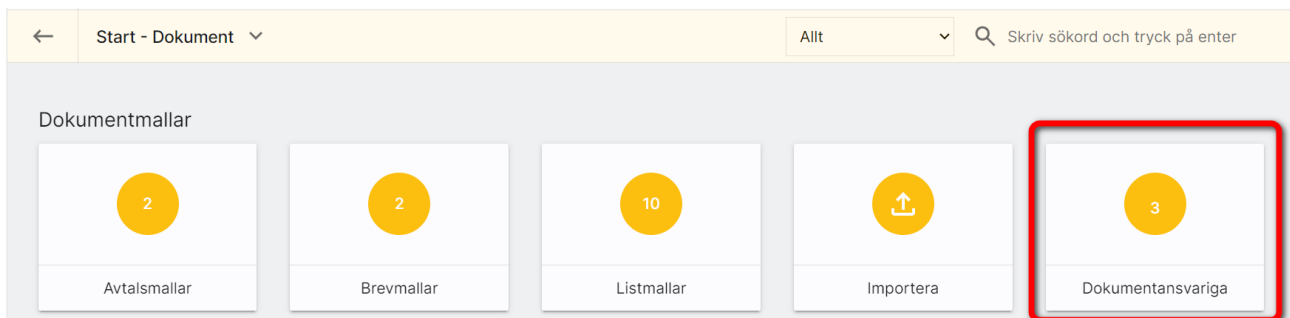 Start - Dokument
Allt
Skriv sökord och tryck på enter
Dokumentmallar
2
2
10
3
Avtalsmallar
Brevmallar
Listmallar
Importera
Dokumentansvariga